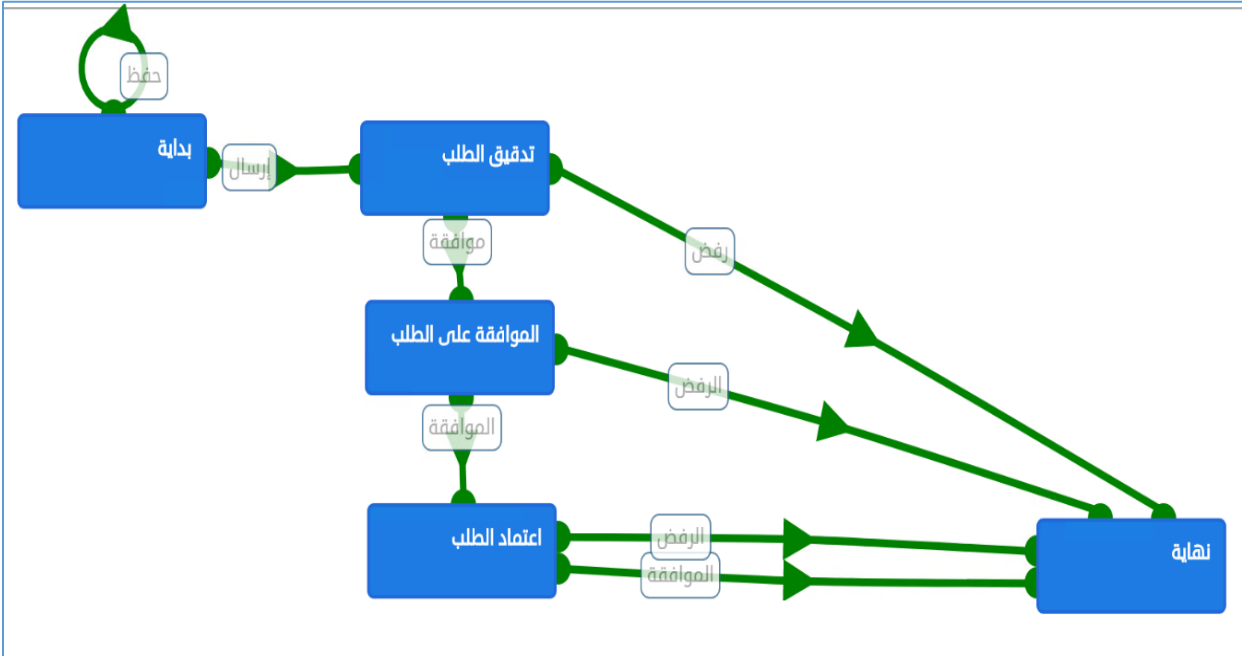 حفظ
بداية
إرسال
تدقيق الطلب
موافقة
رفض
الموافقة على الطلب
الرفض
الموافقة
اعتماد الطلب
الرفض
الموافقة
نهاية